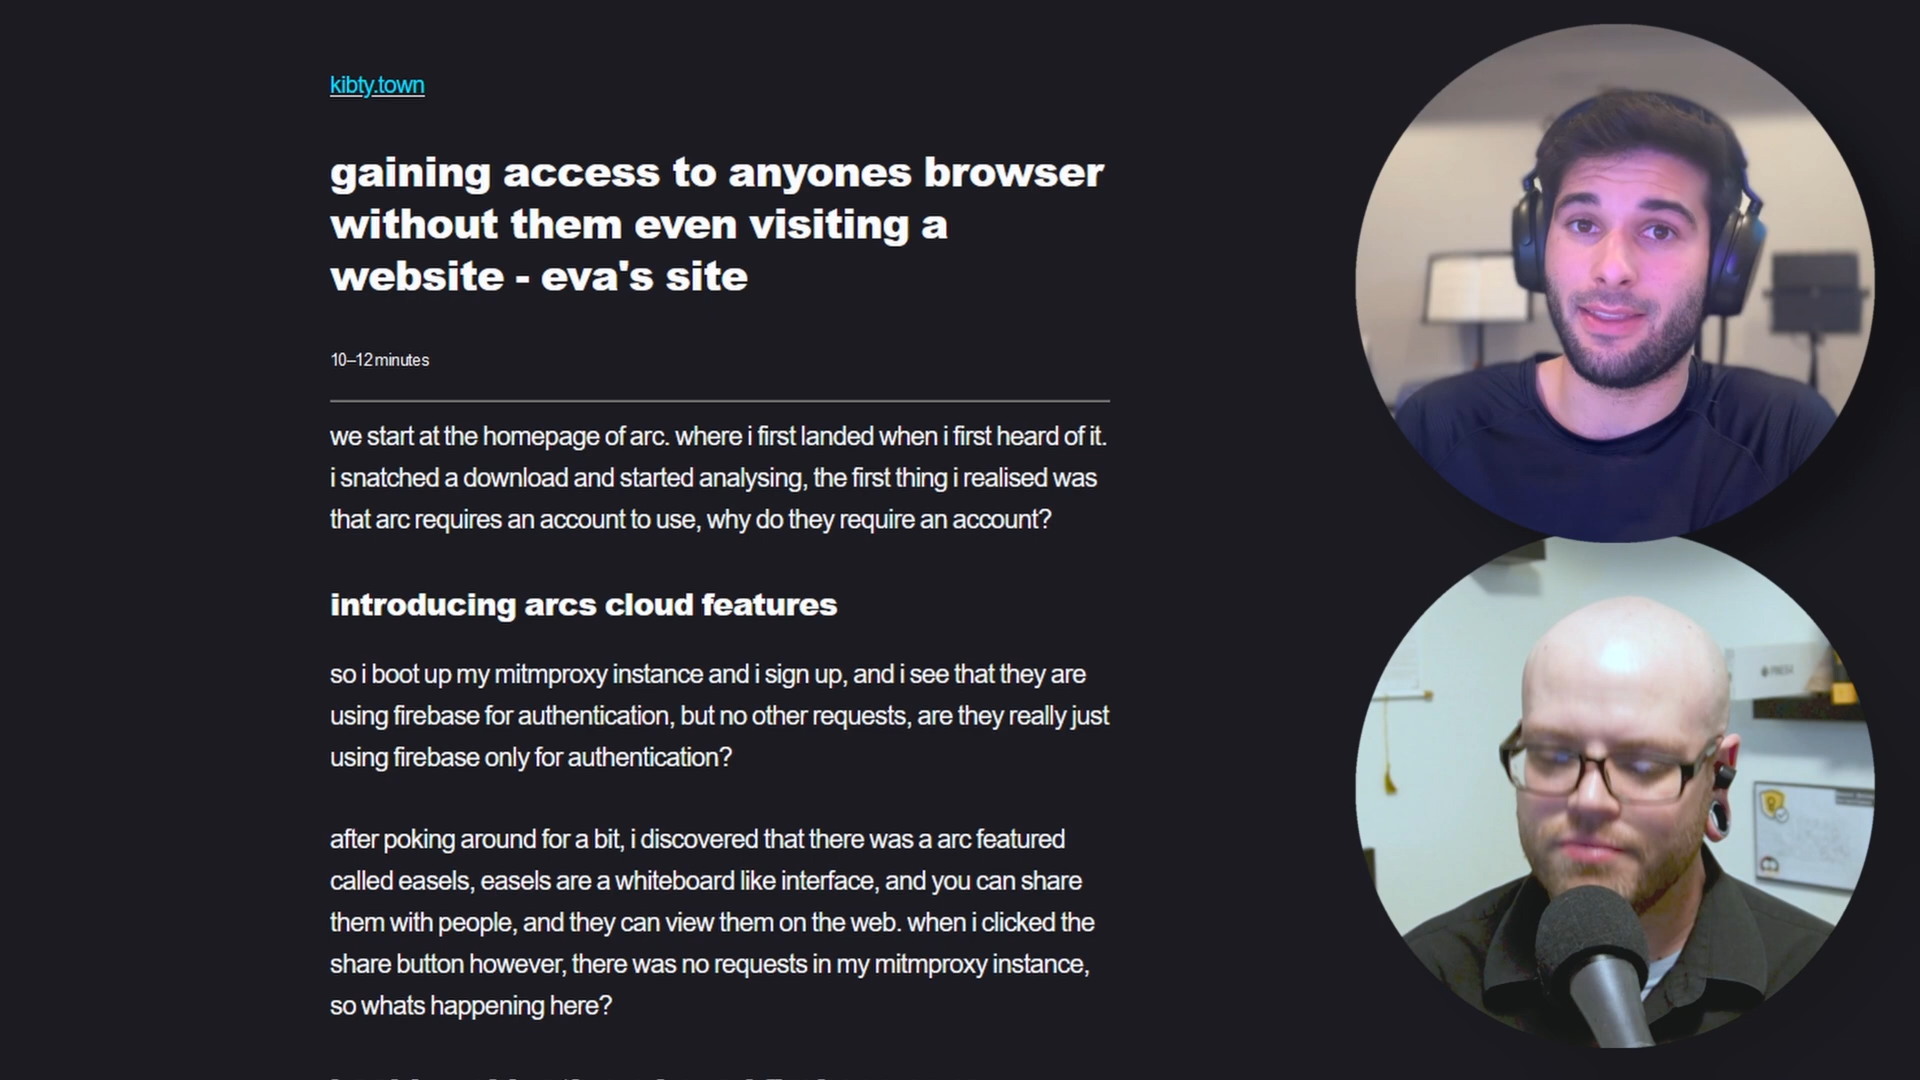 kibty.town
gaining access to anyones browser
without them even visiting a
website - eva's site
10–12 minutes
we start at the homepage of arc. where i first landed when i first heard of it.
i snatched a download and started analysing, the first thing i realised was
that arc requires an account to use, why do they require an account?
introducing arcs cloud features
so i boot up my mitmproxy instance and i sign up, and i see that they are
using firebase for authentication, but no other requests, are they really just
using firebase only for authentication?
after poking around for a bit, i discovered that there was a arc featured
called easels, easels are a whiteboard like interface, and you can share
them with people, and they can view them on the web. when i clicked the
share button however, there was no requests in my mitmproxy instance,
so whats happening here?